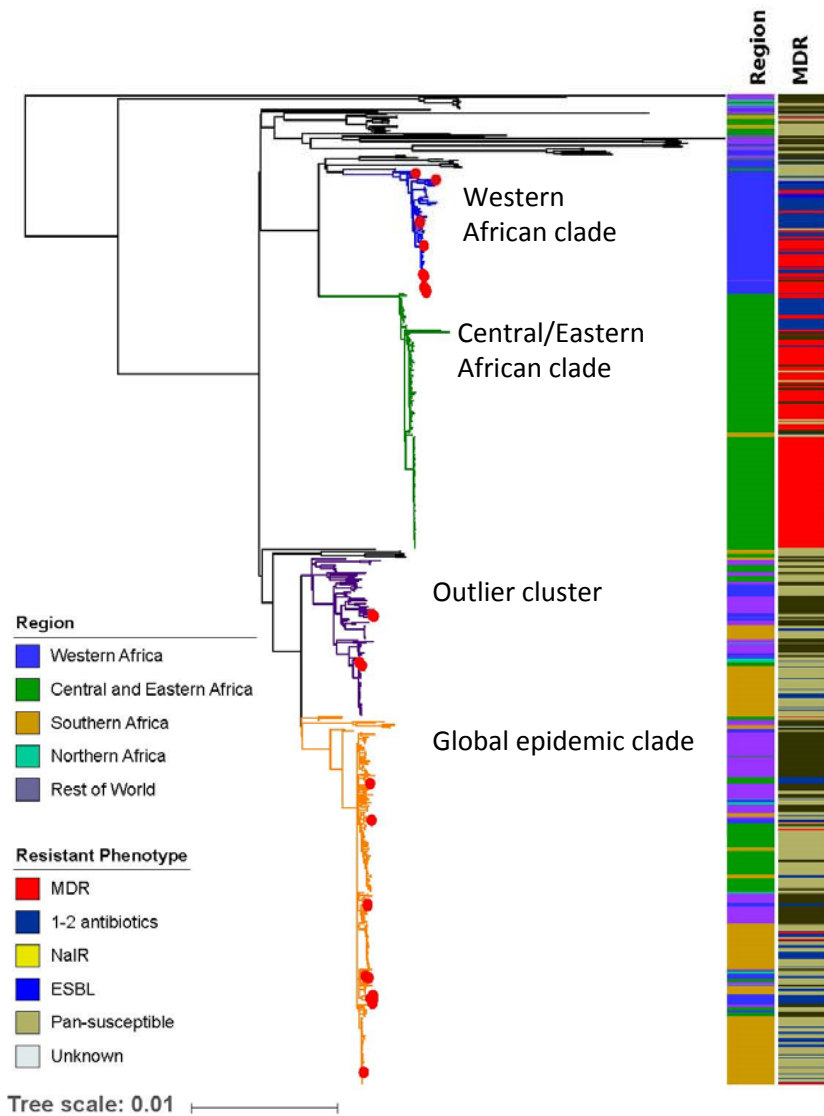 Region
MDR
Western
African clade
Central/Eastern
African clade
Outlier cluster
Global epidemic clade
Region
Western Africa
Central and Eastern Africa
Southern Africa
Northern Africa
Rest of World
Resistant Phenotype
MDR
1-2 antibiotics
NalR
ESBL
Pan-susceptible
Unknown
Tree scale: 0.01